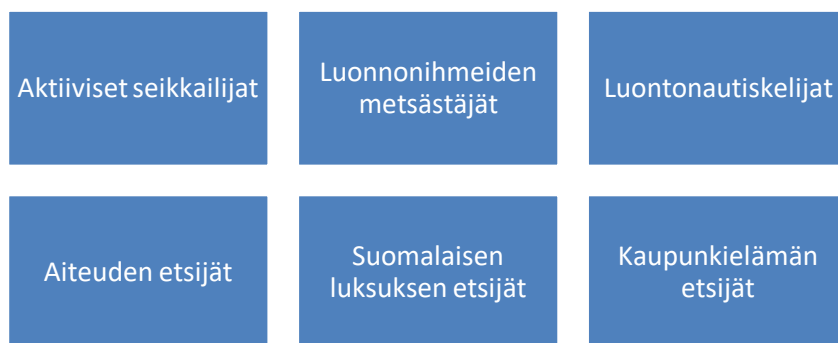 Aktiiviset seikkailijat
Luonnonihmeiden
metsästäjät
Luontonautiskelijat
Aiteuden etsijät
Suomalaisen
luksuksen etsijät
Kaupunkielämän
etsijät